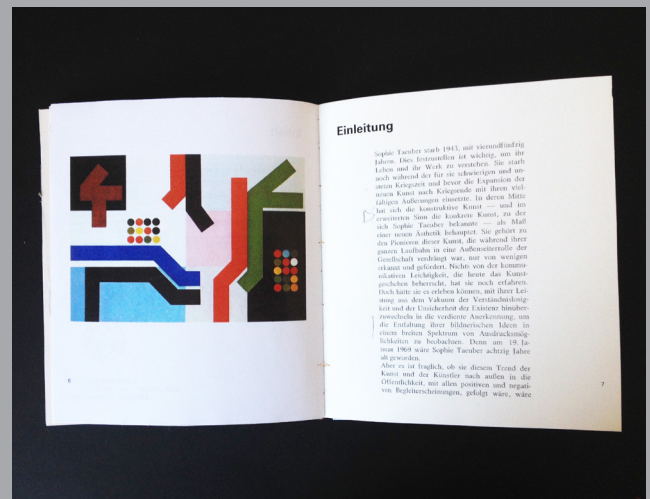 Einleitung
Sophie Taeuber starb 1943, mit vierundfünfzig
Jahren. Dies festzustellen ist wichtig, um ihr
Leben und ihr Werk zu verstehen. Sie starb
noch während der für sie schwierigen und un-
steten Kriegszeit und bevor die Expansion der
neuen Kunst nach Kriegsende mit ihren viel-
fältigen Äußerungen einsetzte. In deren Mitte
hat sich die konstruktive Kunst — und im
erweiterten Sinn die konkrete Kunst, zu der
sich Sophie Taeuber bekannte — als Maß
einer neuen Ästhetik behauptet. Sie gehört zu
den Pionieren dieser Kunst, die während ihrer
ganzen Laufbahn in eine Außenseiterrolle der
Gesellschaft verdrängt war, nur von wenigen
erkannt und gefördert. Nichts von der kommu-
nikativen Leichtigkeit, die heute das Kunst-
geschehen beherrscht, hat sie noch erfahren.
Doch hätte sie es erleben können, mit ihrer Lei-
stung aus dem Vakuum der Verständnislosig-
keit und der Unsicherheit der Existenz hinüber-
zuwechseln in die verdiente Anerkennung, um
die Entfaltung ihrer bildnerischen Ideen in
einem breiten Spektrum von Ausdrucksmög-
lichkeiten zu beobachten. Denn am 19. Ja-
nuar 1969 wäre Sophie Taeuber achtzig Jahre
alt geworden.
Aber es ist fraglich, ob sie diesem Trend der
Kunst und der Künstler nach außen in die
Öffentlichkeit, mit allen positiven und negati-
ven Begleiterscheinungen, gefolgt wäre, wäre
6
7